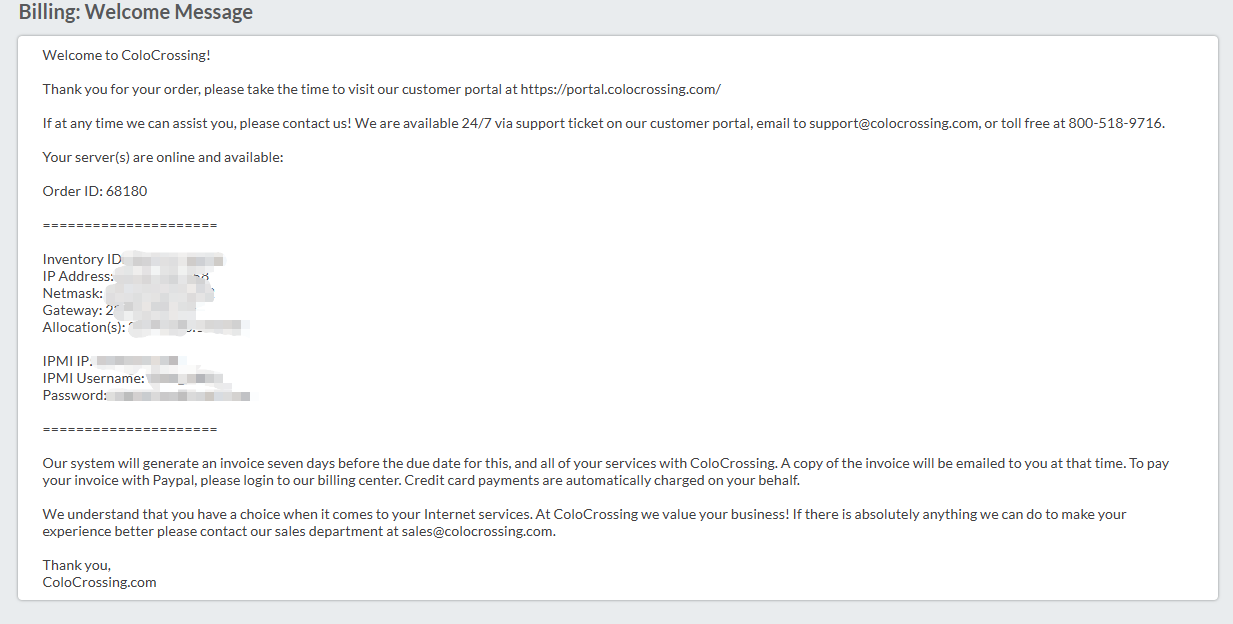 Billing: Welcome Message
Welcome to ColoCrossing!
Thank you for your order, please take the time to visit our customer portal at https://portal.colocrossing.com/
If at any time we can assist you, please contact us! We are available 24/7 via support ticket on our customer portal, email to support@colocrossing.com, or toll free at 800-518-9716.
Your server(s) are online and available:
Order ID: 68180
=====================
Inventory ID
IP Address:
Netmask:
Gateway:
Allocation(s):
IPMI IP.
IPMI Username:
Password:
=====================
Our system will generate an invoice seven days before the due date for this, and all of your services with ColoCrossing. A copy of the invoice will be emailed to you at that time. To pay
your invoice with Paypal, please login to our billing center. Credit card payments are automatically charged on your behalf.
We understand that you have a choice when it comes to your Internet services. At ColoCrossing we value your business! If there is absolutely anything we can do to make your
experience better please contact our sales department at sales@colocrossing.com.
Thank you,
ColoCrossing.com